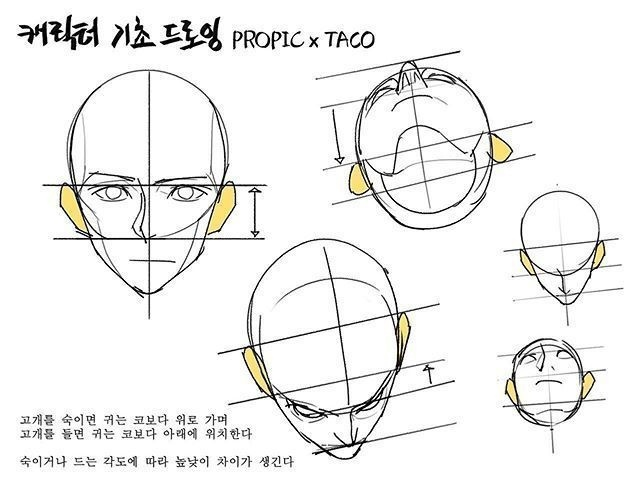 캐릭터 기초 드로잉 PROPIC x TACO
고개를 숙이면 귀는 코보다 위로 가며
고개를 들면 귀는 코보다 아래에 위치한다
숙이거나 드는 각도에 따라 높낮이 차이가 생긴다